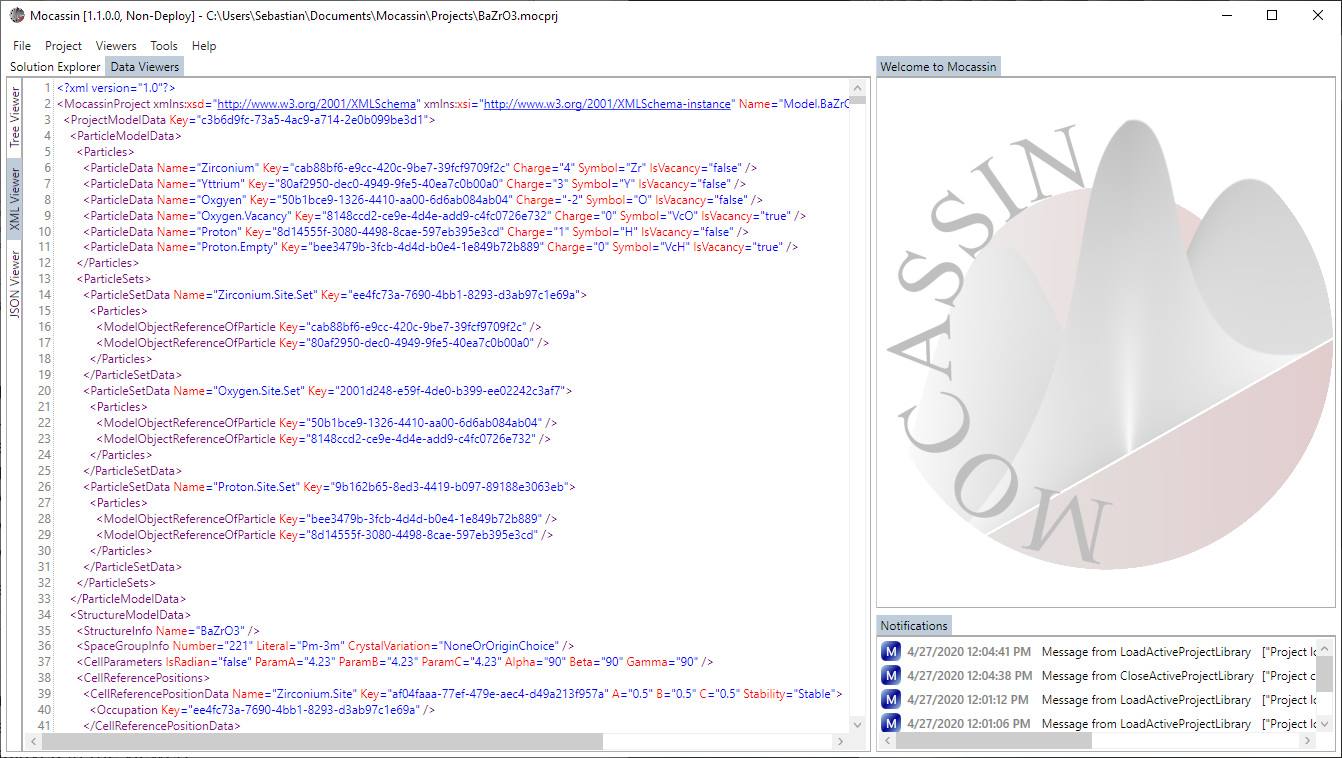 Mocassin [1.1.0.0, Non-Deploy] - C:\Users\Sebastian\Documents\Mocassin\Projects\BaZrO3.mocprj
File Project Viewers Tools Help
Solution Explorer Data Viewers
Tree Viewer
XML Viewer
JSON Viewer
1 <?xml version="1.0"?>
2 <MocassinProject xmlns:xsd="http://www.w3.org/2001/XMLSchema" xmlns:xsi="http://www.w3.org/2001/XMLSchema-instance" Name="Model.BaZrO
3 <ProjectModelData Key="c3b6d9fc-73a5-4ac9-a714-2e0b099be3d1">
4 <ParticleModelData>
5 <Particles>
6 <ParticleData Name="Zirconium" Key="cab88bf6-e9cc-420c-9be7-39fcf9709f2c" Charge="4" Symbol="Zr" IsVacancy="false" />
7 <ParticleData Name="Yttrium" Key="80af2950-dec0-4949-9fe5-40ea7c0b00a0" Charge="3" Symbol="Y" IsVacancy="false" />
8 <ParticleData Name="Oxgyen" Key="50b1bce9-1326-4410-aa00-6d6ab084ab04" Charge="-2" Symbol="O" IsVacancy="false" />
9 <ParticleData Name="Oxygen.Vacancy" Key="8148ccd2-ce9e-4d4e-add9-c4fc0726e732" Charge="0" Symbol="VcO" IsVacancy="true" />
10 <ParticleData Name="Proton" Key="8d14555f-3080-4498-8cae-597eb395e3cd" Charge="1" Symbol="H" IsVacancy="false" />
11 <ParticleData Name="Proton.Empty" Key="bee3479b-3fcb-4d4d-b0e4-1e849b72b889" Charge="0" Symbol="VcH" IsVacancy="true" />
12 </Particles>
13 <ParticleSets>
14 <ParticleSetData Name="Zirconium.Site.Set" Key="ee4fc73a-7690-4bb1-8293-d3ab97c1e69a">
15 <Particles>
16 <ModelObjectReferenceOfParticle Key="cab88bf6-e9cc-420c-9be7-39fcf9709f2c" />
17 <ModelObjectReferenceOfParticle Key="80af2950-dec0-4949-9fe5-40ea7c0b00a0" />
18 </Particles>
19 </ParticleSetData>
20 <ParticleSetData Name="Oxygen.Site.Set" Key="2001d248-e59f-4de0-b399-ee02242c3af7">
21 <Particles>
22 <ModelObjectReferenceOfParticle Key="50b1bce9-1326-4410-aa00-6d6ab084ab04" />
23 <ModelObjectReferenceOfParticle Key="8148ccd2-ce9e-4d4e-add9-c4fc0726e732" />
24 </Particles>
25 </ParticleSetData>
26 <ParticleSetData Name="Proton.Site.Set" Key="9b162b65-8ed3-4419-b097-89188e3063eb">
27 <Particles>
28 <ModelObjectReferenceOfParticle Key="bee3479b-3fcb-4d4d-b0e4-1e849b72b889" />
29 <ModelObjectReferenceOfParticle Key="8d14555f-3080-4498-8cae-597eb395e3cd" />
30 </Particles>
31 </ParticleSetData>
32 </ParticleSets>
33 </ParticleModelData>
34 <StructureModelData>
35 <StructureInfo Name="BaZrO3" />
36 <SpaceGroupInfo Number="221" Literal="Pm-3m" CrystalVariation="NoneOrOriginChoice" />
37 <CellParameters IsRadian="false" ParamA="4.23" ParamB="4.23" ParamC="4.23" Alpha="90" Beta="90" Gamma="90" />
38 <CellReferencePositions>
39 <CellReferencePositionData Name="Zirconium.Site" Key="af04faaa-77ef-479e-aec4-d49a213f957a" A="0.5" B="0.5" C="0.5" Stability="Stable">
40 <Occupation Key="ee4fc73a-7690-4bb1-8293-d3ab97c1e69a" />
41 </CellReferencePositionData>
Welcome to Mocassin
MOCASSIN
Notifications
M 4/27/2020 12:04:41 PM Message from LoadActiveProjectLibrary ["Project lo
M 4/27/2020 12:04:38 PM Message from CloseActiveProjectLibrary ["Project c
M 4/27/2020 12:01:12 PM Message from LoadActiveProjectLibrary ["Project lo
M 4/27/2020 12:01:06 PM Message from LoadActiveProjectLibrary ["Project lo